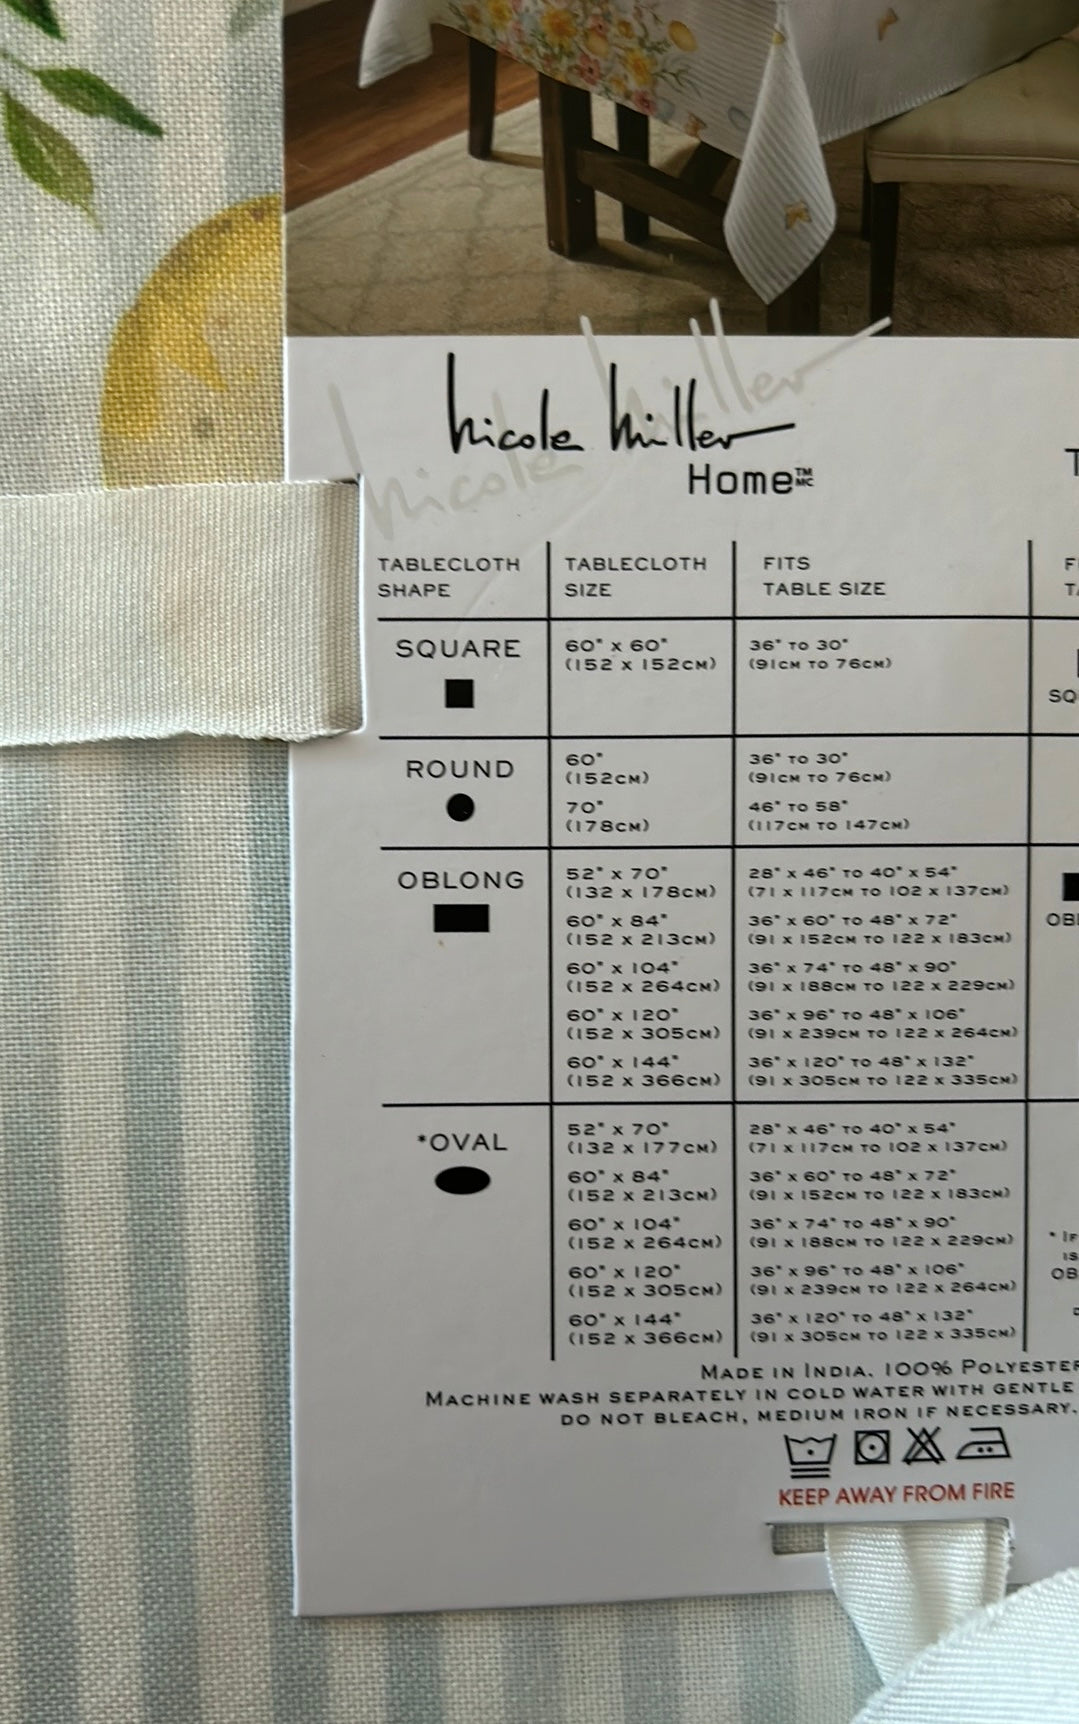 Nicole Miller
Nicole Miller
Home™ MC
TABLECLOTH SHAPE
TABLECLOTH SIZE
FITS TABLE SIZE
SQUARE
60" x 60"
(152 x 152CM)
36" TO 30"
(91CM TO 76CM)
SQ
ROUND
60"
(152CM)
36" TO 30"
(91CM TO 76CM)
70"
(178CM)
46" TO 58"
(117CM TO 147CM)
OBLONG
52" x 70"
(132 x 178CM)
28" x 46" TO 40" x 54"
(71 x 117CM TO 102 x 137CM)
60" x 84"
(152 x 213CM)
36" x 60" TO 48" x 72"
(91 x 152CM TO 122 x 183CM)
60" x 104"
(152 x 264CM)
36" x 74" TO 48" x 90"
(91 x 188CM TO 122 x 229CM)
60" x 120"
(152 x 305CM)
36" x 96" TO 48" x 106"
(91 x 239CM TO 122 x 264CM)
60" x 144"
(152 x 366CM)
36" x 120" TO 48" x 132"
(91 x 305CM TO 122 x 335CM)
*OVAL
52" x 70"
(132 x 177CM)
28" x 46" TO 40" x 54"
(71 x 117CM TO 102 x 137CM)
60" x 84"
(152 x 213CM)
36" x 60" TO 48" x 72"
(91 x 152CM TO 122 x 183CM)
60" x 104"
(152 x 264CM)
36" x 74" TO 48" x 90"
(91 x 188CM TO 122 x 229CM)
60" x 120"
(152 x 305CM)
36" x 96" TO 48" x 106"
(91 x 239CM TO 122 x 264CM)
60" x 144"
(152 x 366CM)
36" x 120" TO 48" x 132"
(91 x 305CM TO 122 x 335CM)
* IF
IS
MADE IN INDIA. 100% POLYESTER
MACHINE WASH SEPARATELY IN COLD WATER WITH GENTLE
DO NOT BLEACH, MEDIUM IRON IF NECESSARY.
KEEP AWAY FROM FIRE